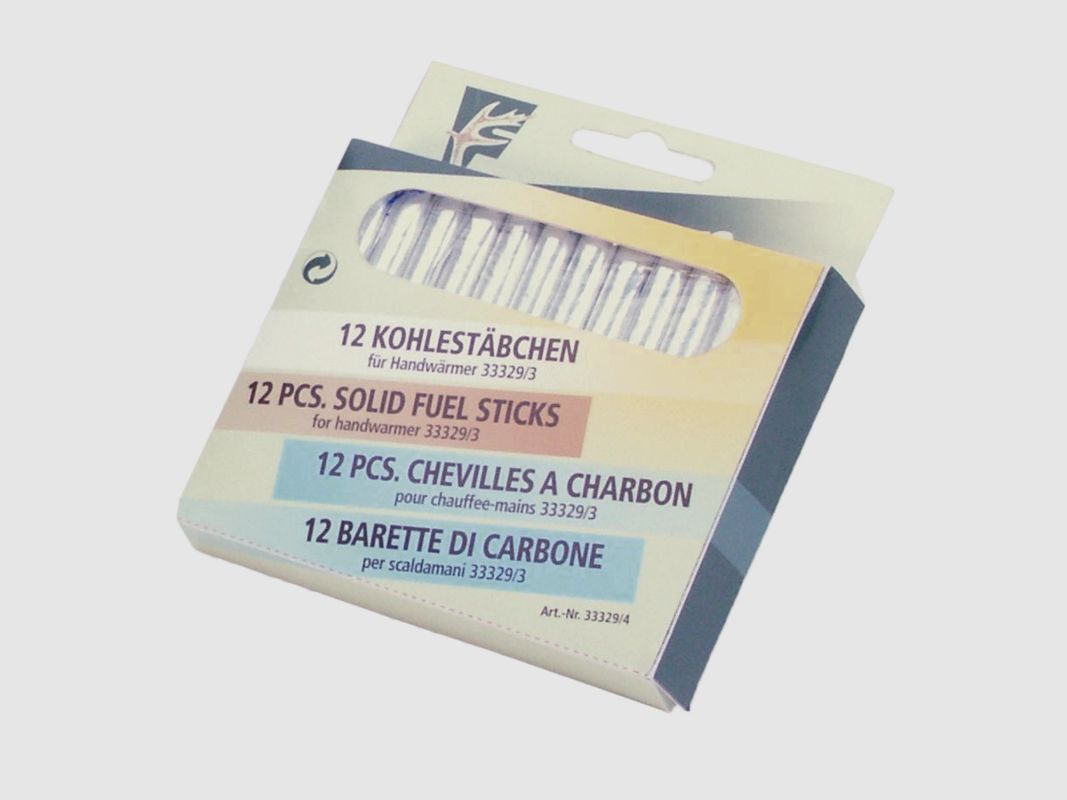 12 KOHLESTÄBCHEN
für Handwärmer 33329/3
12 PCS. SOLID FUEL STICKS
for handwarmer 33329/3
12 PCS. CHEVILLES A CHARBON
pour chauffee-mains 33329/3
12 BARETTE DI CARBONE
per scaldamani 33329/3
Art.-Nr. 33329/4